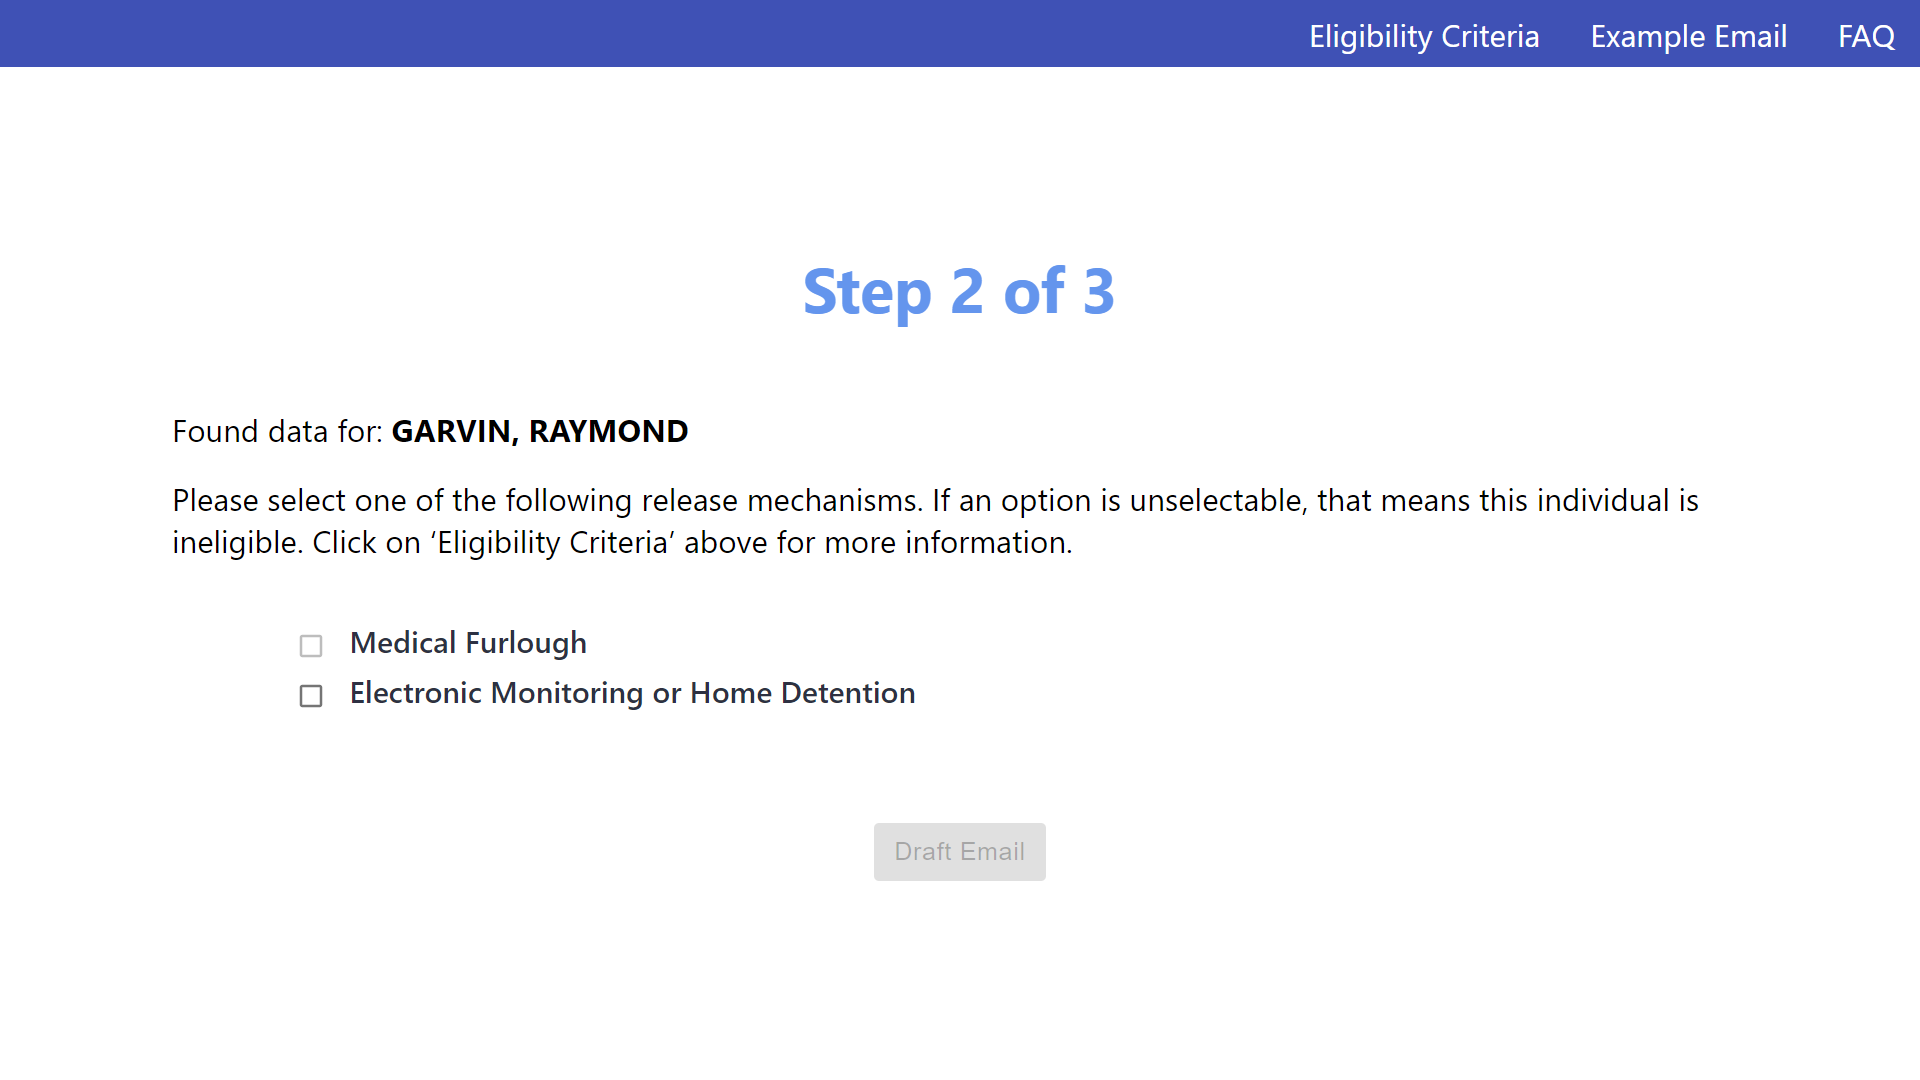 Eligibility Criteria Example Email FAQ
Step 2 of 3
Found data for: GARVIN, RAYMOND
Please select one of the following release mechanisms. If an option is unselectable, that means this individual is
ineligible. Click on ‘Eligibility Criteria’ above for more information.
Medical Furlough
Electronic Monitoring or Home Detention
Draft Email